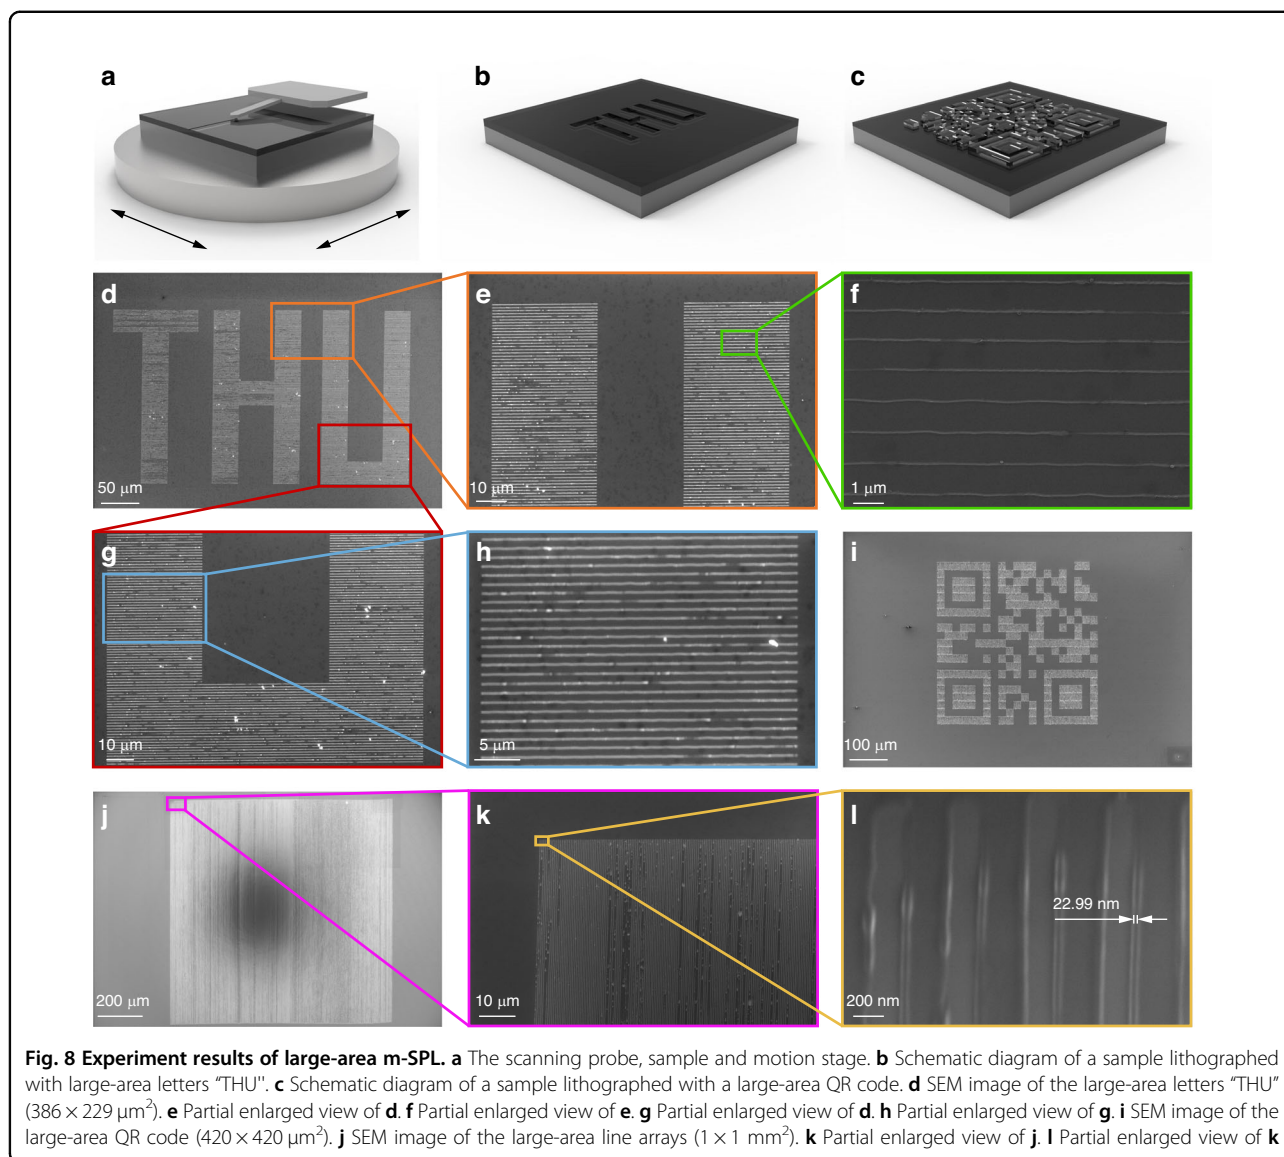 a
b
c
THU
d
50 μm
e
10 μm
f
1 μm
g
10 μm
h
5 μm
i
100 μm
j
200 μm
k
10 μm
l
22.99 nm
200 nm
Fig. 8 Experiment results of large-area m-SPL. a The scanning probe, sample and motion stage. b Schematic diagram of a sample lithographed
with large-area letters “THU''. c Schematic diagram of a sample lithographed with a large-area QR code. d SEM image of the large-area letters “THU”
(386 × 229 μm²). e Partial enlarged view of d. f Partial enlarged view of e. g Partial enlarged view of d. h Partial enlarged view of g. i SEM image of the
large-area QR code (420 × 420 μm²). j SEM image of the large-area line arrays (1 × 1 mm²). k Partial enlarged view of j. l Partial enlarged view of k